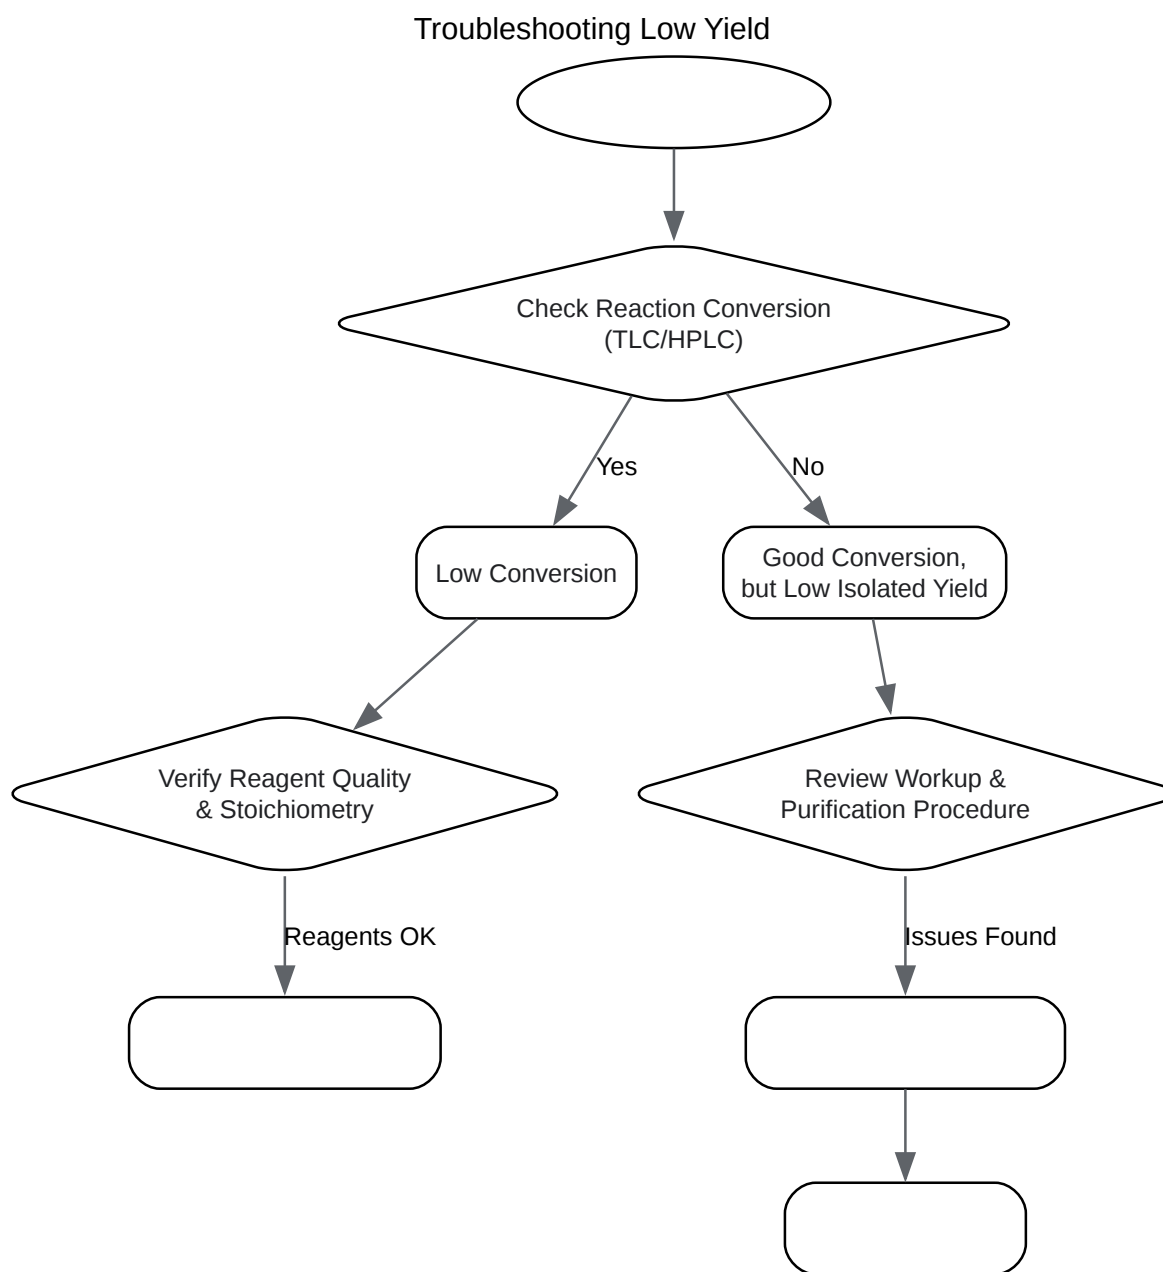 Troubleshooting Low Yield
Check Reaction Conversion
(TLC/HPLC)
Yes
No
Low Conversion
Good Conversion,
but Low Isolated Yield
Verify Reagent Quality
& Stoichiometry
Review Workup &
Purification Procedure
Reagents OK
Issues Found